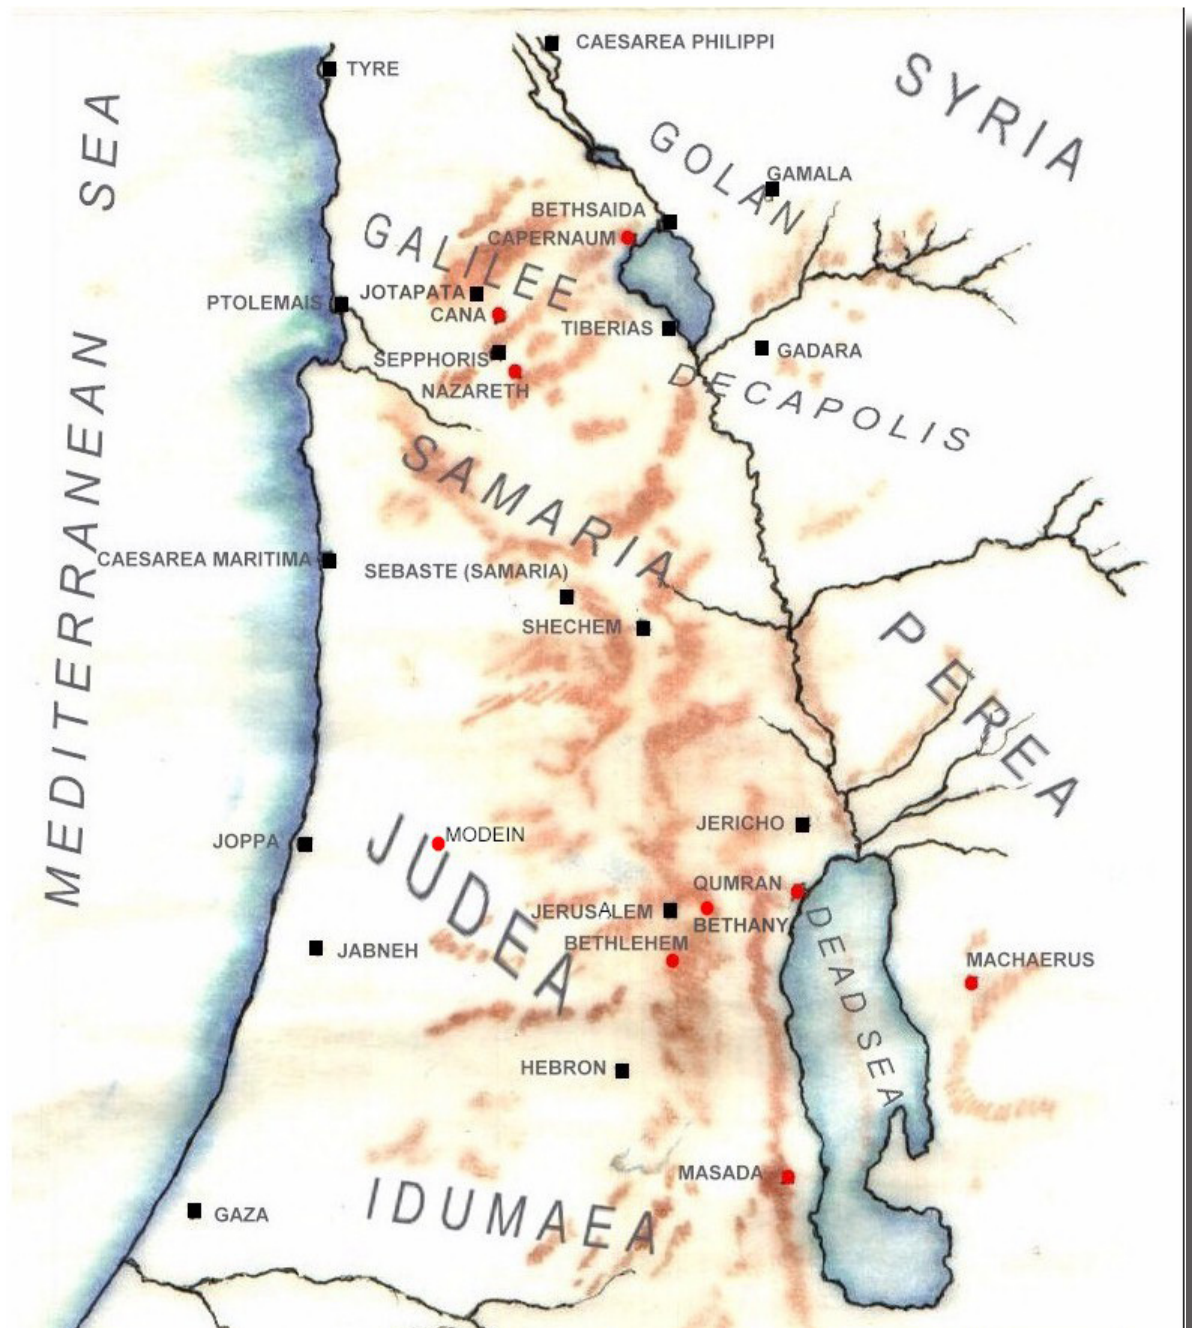 CAESAREA PHILIPPI
TYRE
SYRIA
MEDITERRANEAN SEA
GOLAN
GAMALA
BETHSAIDA
CAPERNAUM
GALILEE
JOTAPATA
PTOLEMAIS
CANA
TIBERIAS
SEPPHORIS
GADARA
NAZARETH
DECAPOLIS
SAMARIA
CAESAREA MARITIMA
SEBASTE (SAMARIA)
SHECHEM
PEREA
JERICHO
MODEIN
JOPPA
JUDEA
QUMRAN
JERUSALEM
BETHANY
BETHLEHEM
DEAD SEA
JABNEH
MACHAERUS
HEBRON
MASADA
IDUMAEA
GAZA